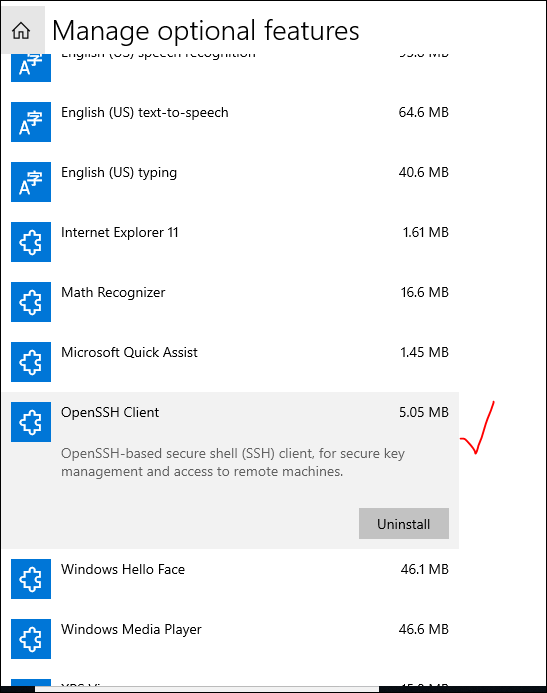 Manage optional features
English (US) speech recognition
English (US) text-to-speech 64.6 MB
English (US) typing 40.6 MB
Internet Explorer 11 1.61 MB
Math Recognizer 16.6 MB
Microsoft Quick Assist 1.45 MB
OpenSSH Client 5.05 MB
OpenSSH-based secure shell (SSH) client, for secure key
management and access to remote machines.
Uninstall
Windows Hello Face 46.1 MB
Windows Media Player 46.6 MB